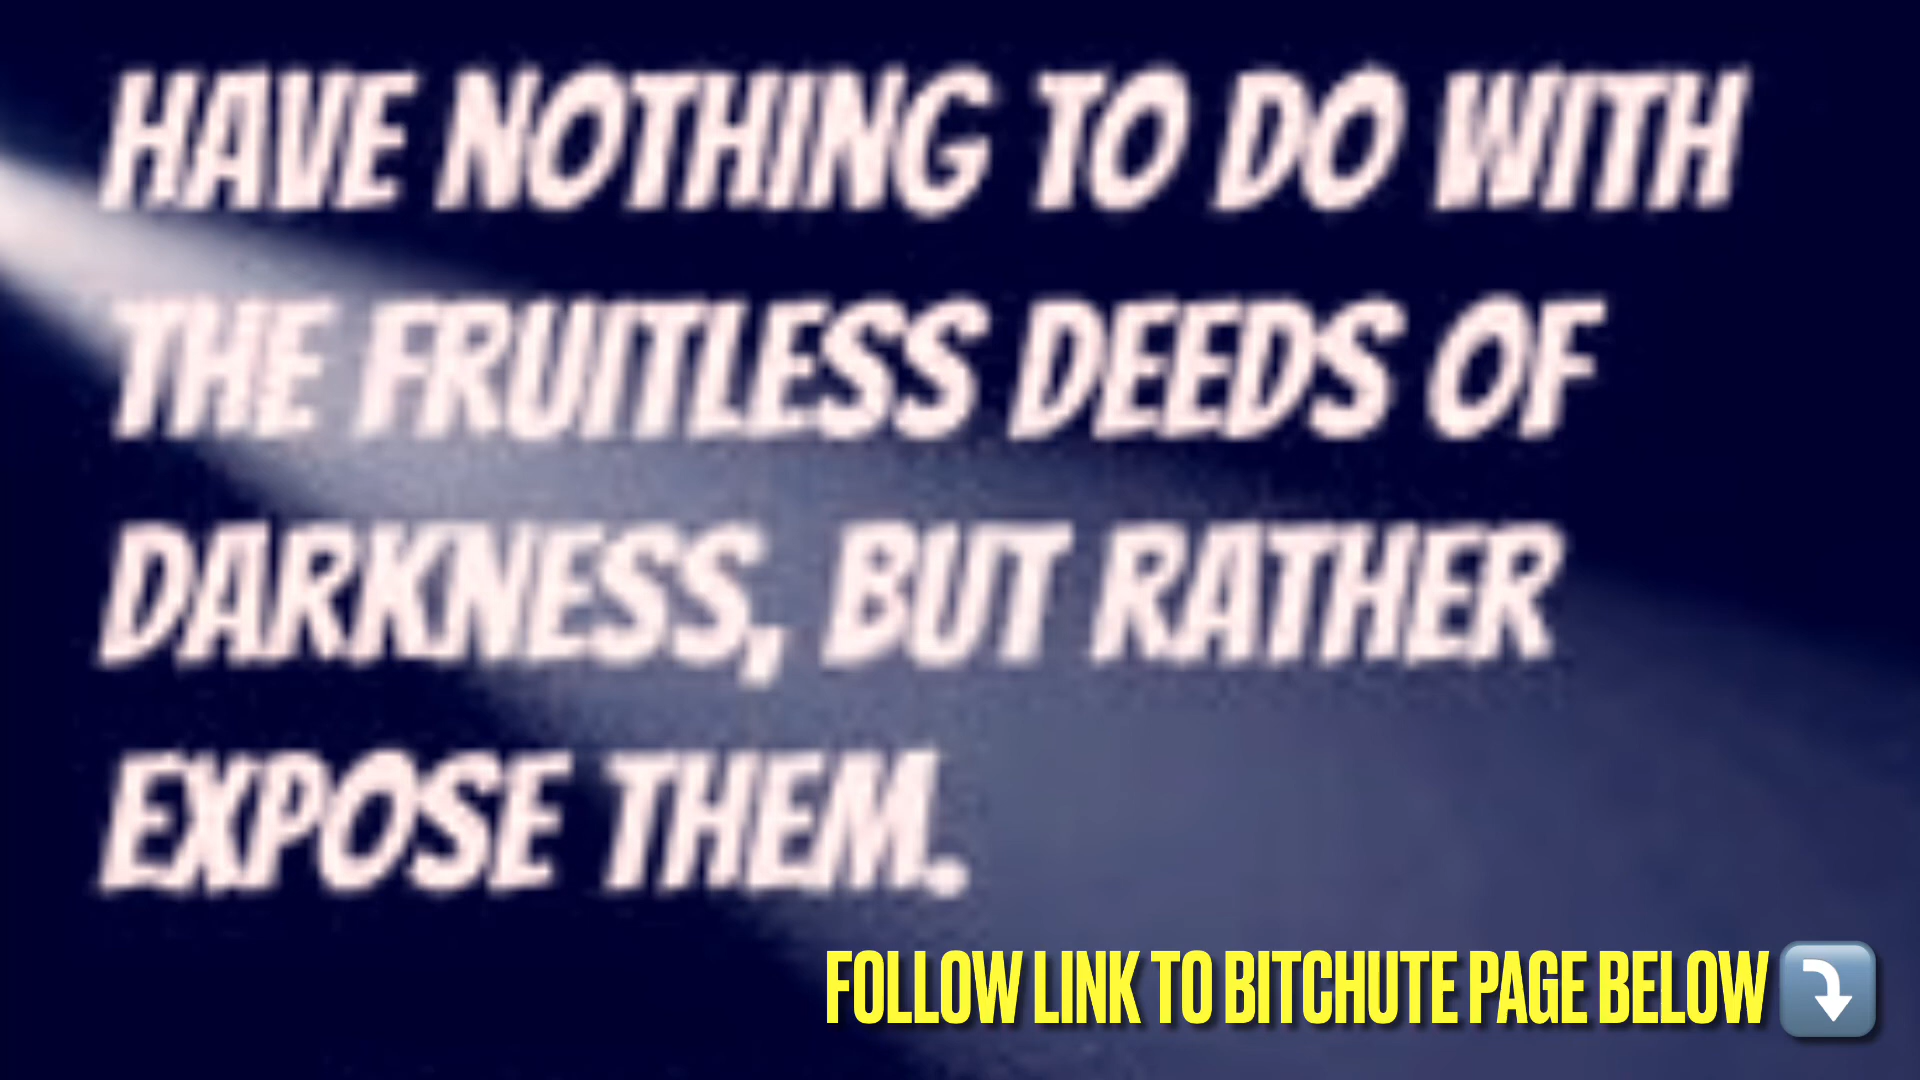 HAVE NOTHING TO DO WITH
THE FRUITLESS DEEDS OF
DARKNESS, BUT RATHER
EXPOSE THEM.
FOLLOW LINK TO BITCHUTE PAGE BELOW ⤵️